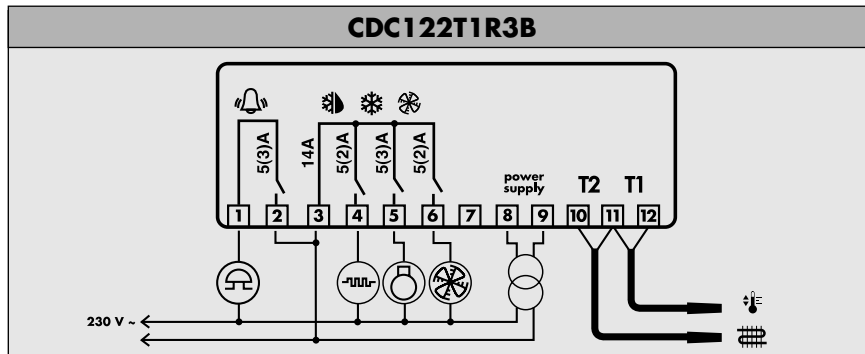 CDC122T1R3B
5(3)A
14A
5(2)A
5(3)A
5(2)A
power
supply
T2 T1
1 2 3 4 5 6 7 8 9 10 11 12
230 V ~